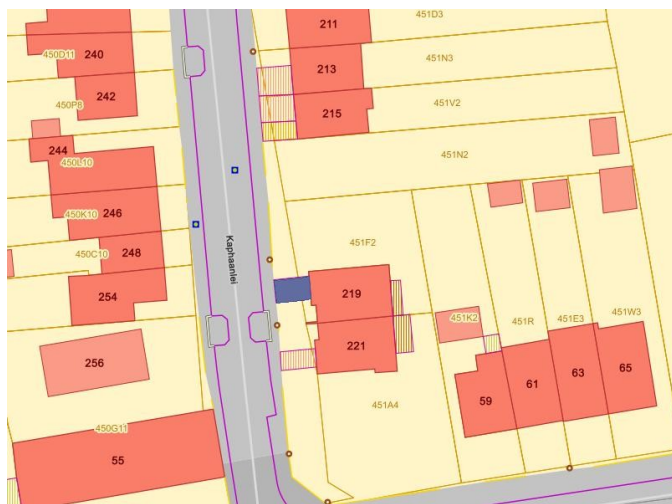 211
451D3
450D11
240
213
451N3
242
450P8
215
451V2
244
450L10
451N2
450K10
246
451F2
Kaphaanlei
450C10
248
254
219
451K2
451R
451E3
451W3
221
256
59
61
63
65
451A4
450G11
55